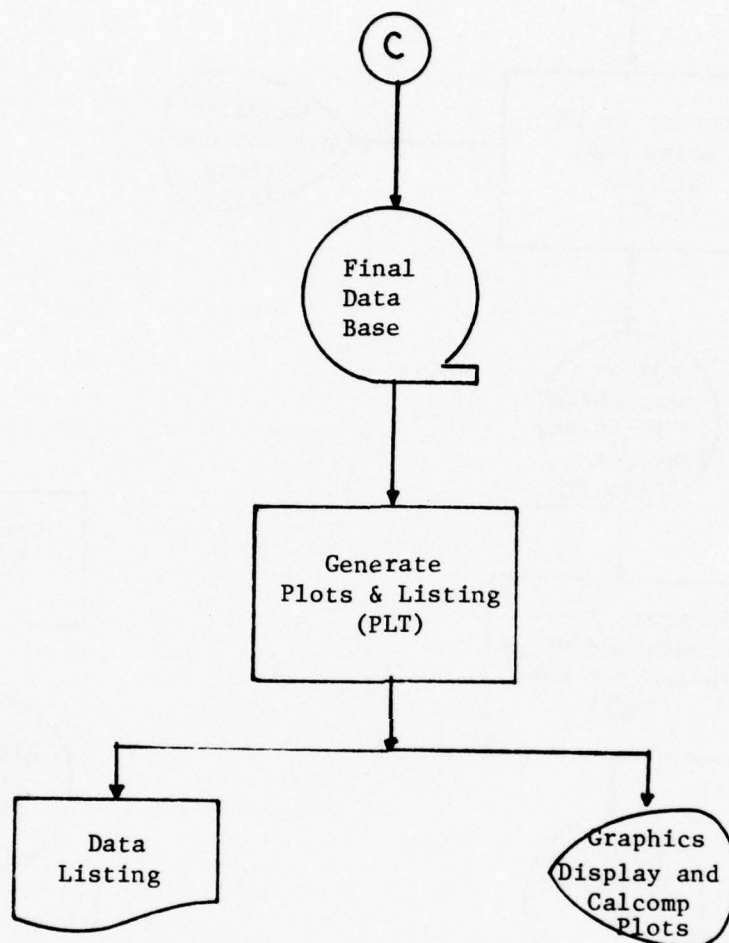 C
Final
Data
Base
Generate
Plots & Listing
(PLT)
Data
Listing
Graphics
Display and
Calcomp
Plots